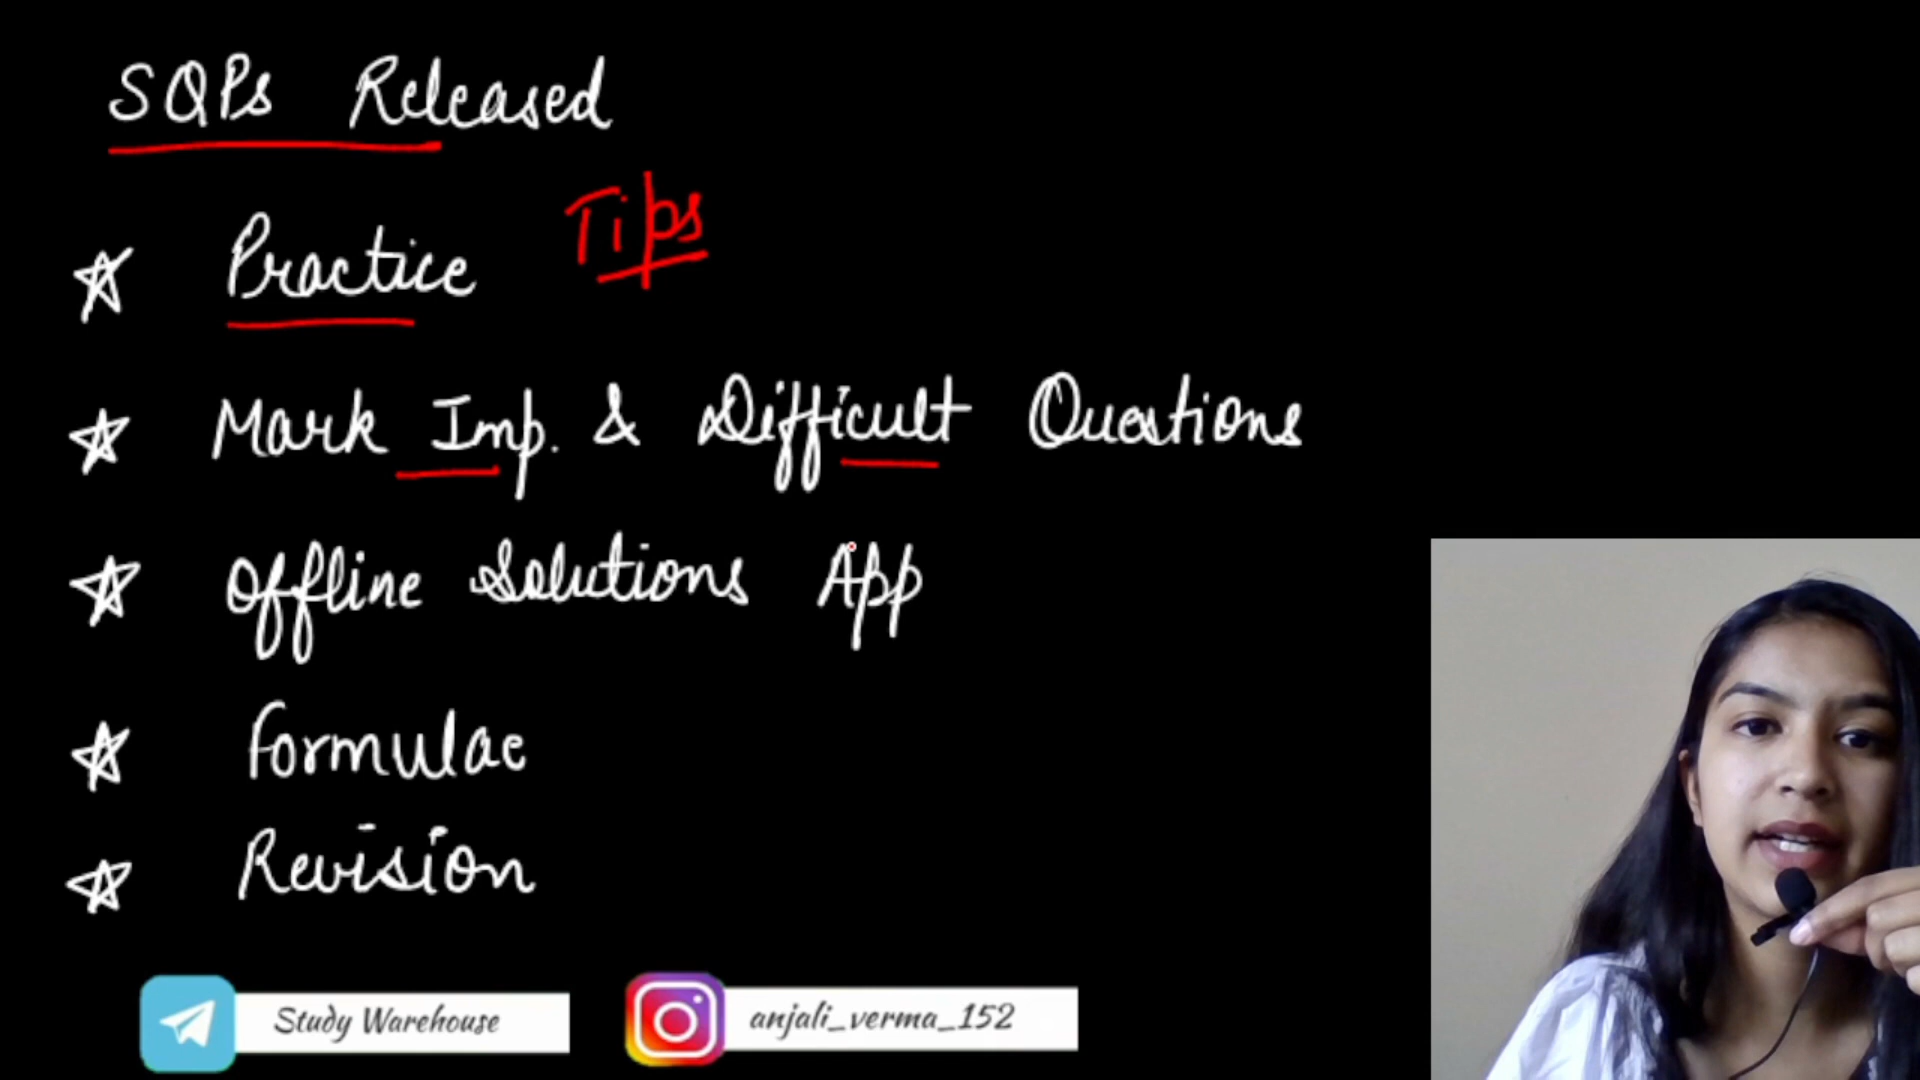 SQPs Released
Tips
Practice
Mark Imp. & Difficult Questions
Offline Solutions App
Formulae
Revision
Study Warehouse
anjali_verma_152